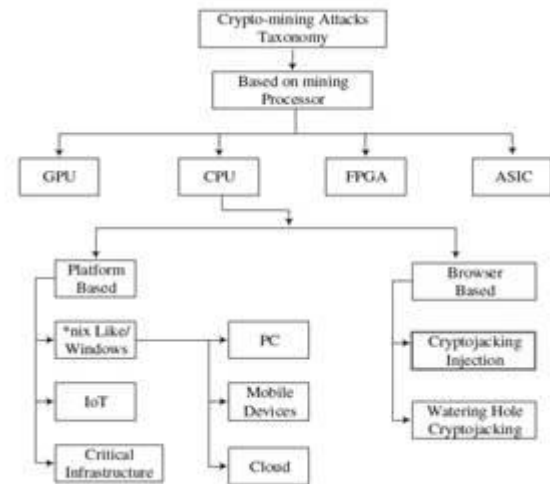 Crypto-mining Attacks
Taxonomy
Based on mining
Processor
GPU
CPU
FPGA
ASIC
Platform
Based
Browser
Based
*nix Like/
Windows
PC
Cryptojacking
Injection
IoT
Mobile
Devices
Watering Hole
Cryptojacking
Critical
Infrastructure
Cloud